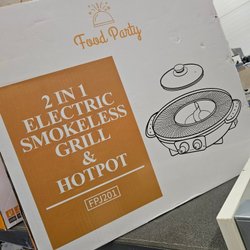 Food Party
2 IN 1
ELECTRIC
SMOKELESS
GRILL
&
HOTPOT
FPJ201